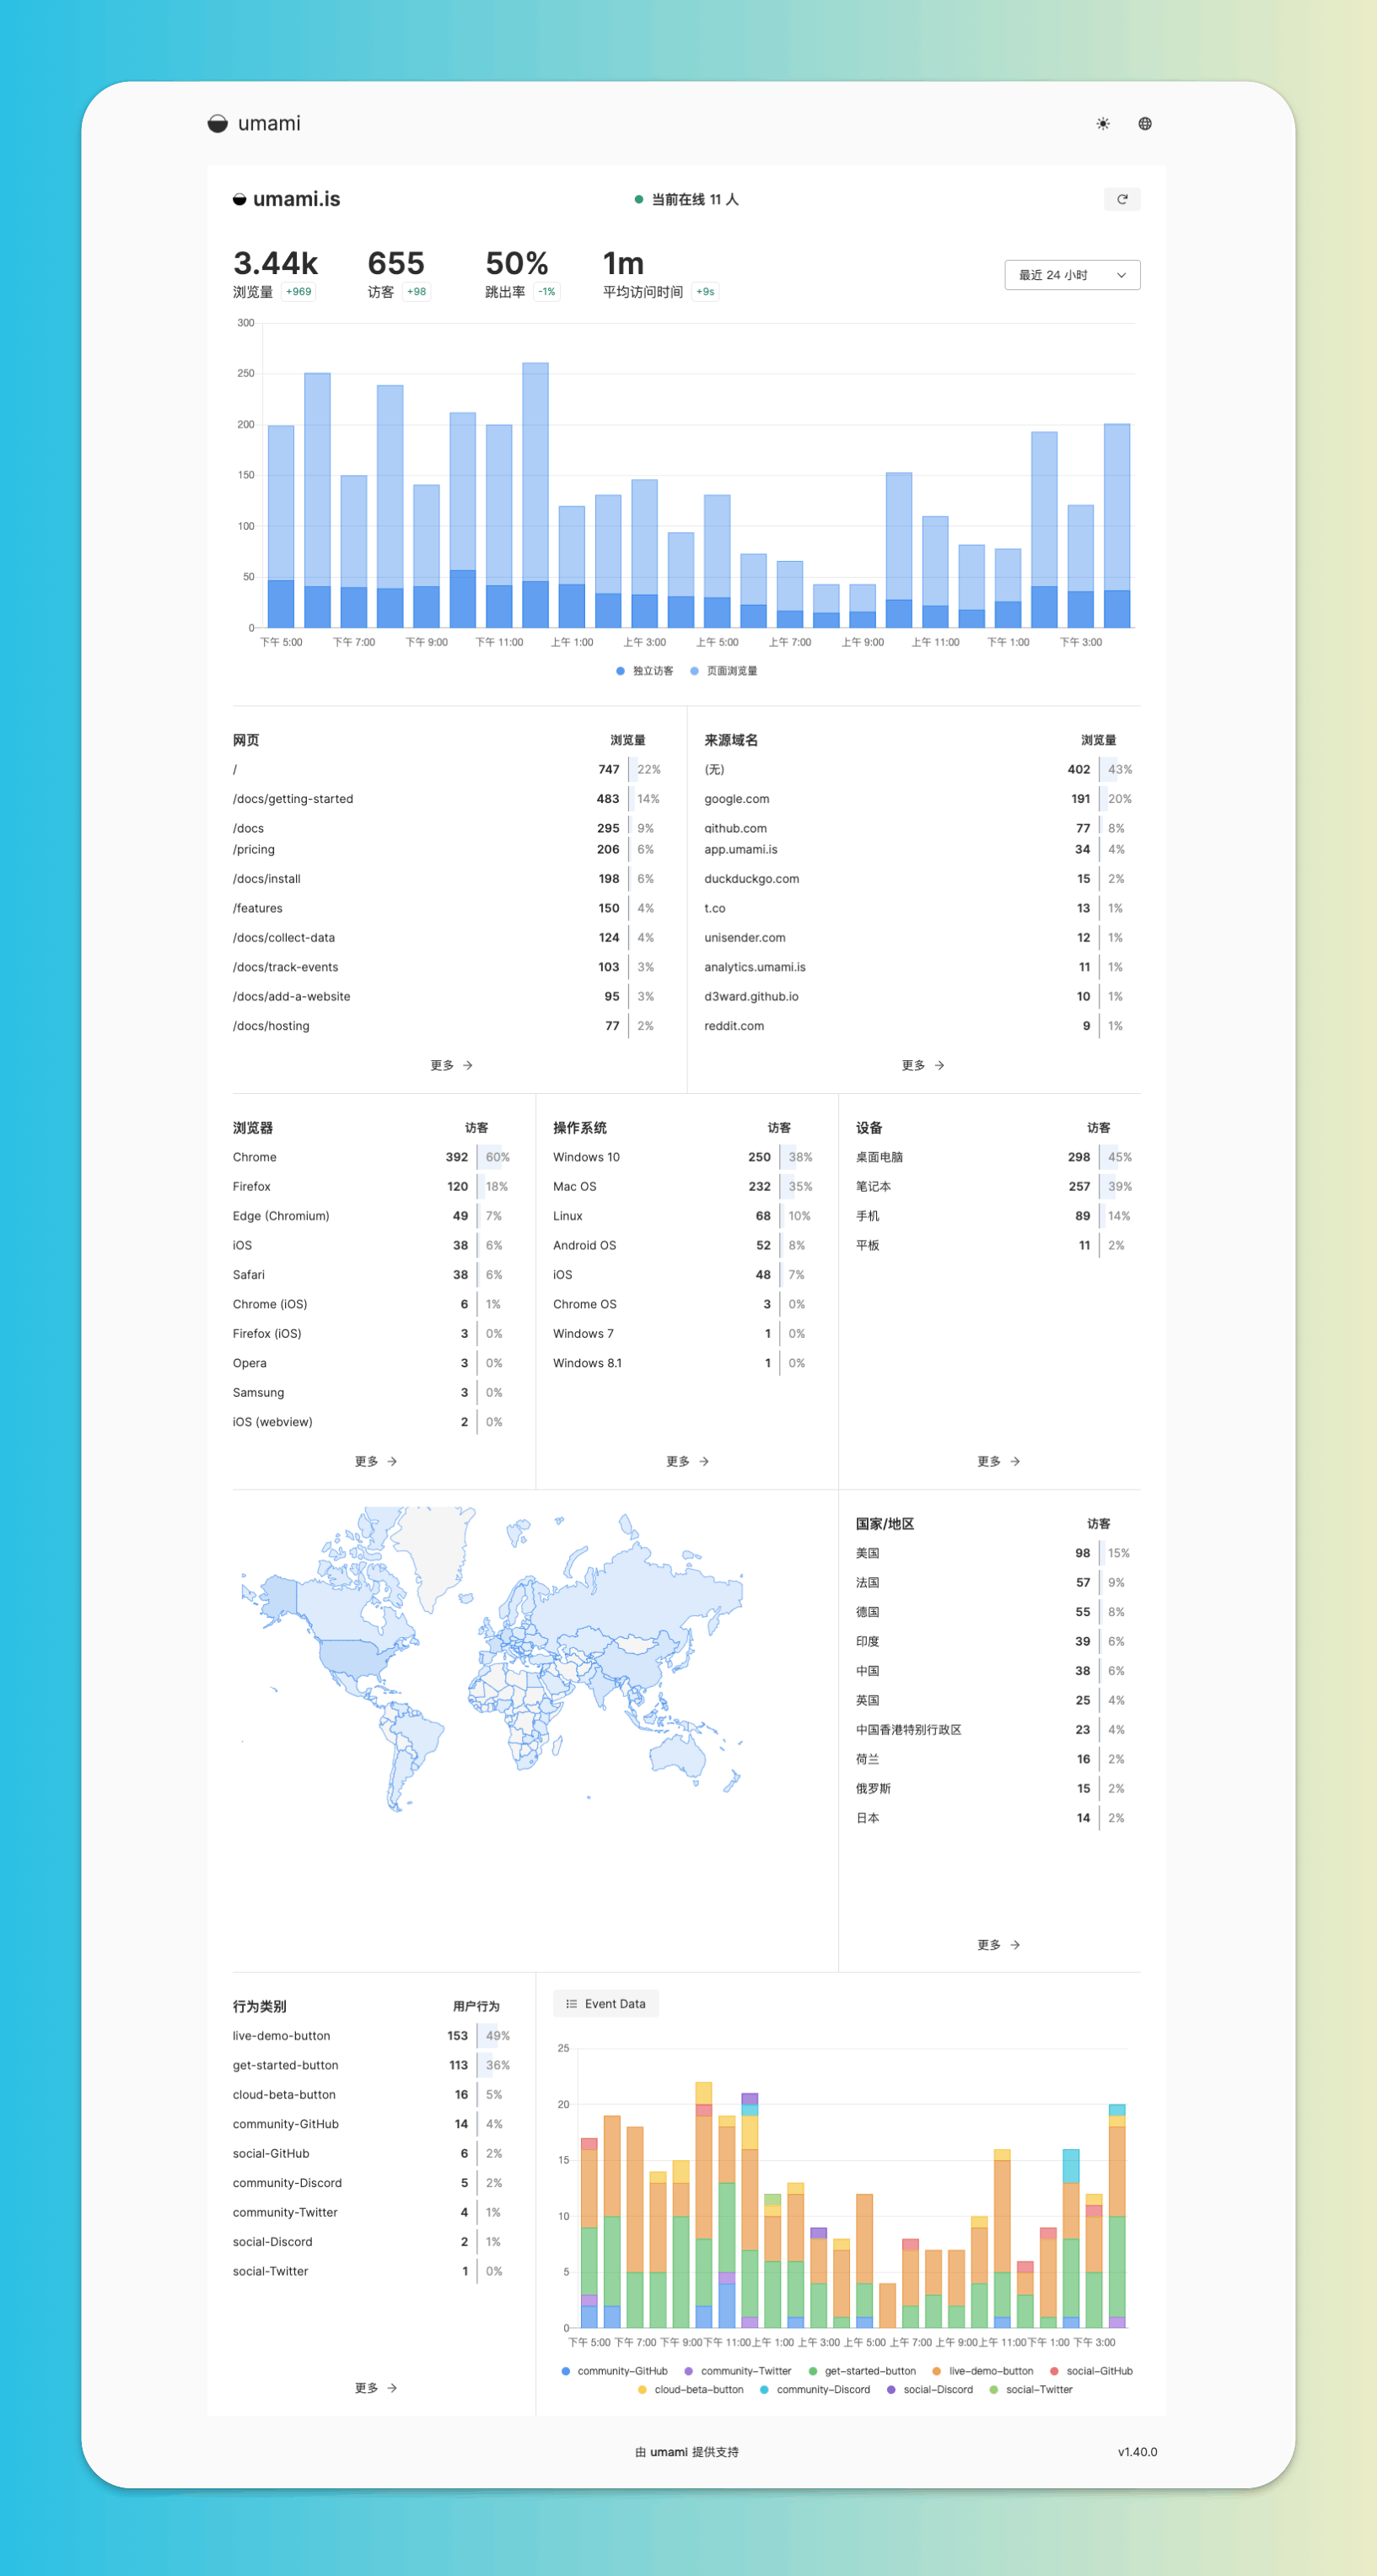 umami
umami.is
当前在线 11 人
3.44k
浏览量 +969
655
访客 +98
50%
跳出率 -1%
1m
平均访问时间 +9s
最近 24 小时
300
250
200
150
100
50
0
下午 5:00 下午 7:00 下午 9:00 下午 11:00 上午 1:00 上午 3:00 上午 5:00 上午 7:00 上午 9:00 上午 11:00 下午 1:00 下午 3:00
独立访客 页面浏览量
网页 浏览量
/ 747 22%
/docs/getting-started 483 14%
/docs 295 9%
/pricing 206 6%
/docs/install 198 6%
/features 150 4%
/docs/collect-data 124 4%
/docs/track-events 103 3%
/docs/add-a-website 95 3%
/docs/hosting 77 2%
更多
来源域名 浏览量
(无) 402 43%
google.com 191 20%
github.com 77 8%
app.umami.is 34 4%
duckduckgo.com 15 2%
t.co 13 1%
unisender.com 12 1%
analytics.umami.is 11 1%
d3ward.github.io 10 1%
reddit.com 9 1%
更多
浏览器 访客
Chrome 392 60%
Firefox 120 18%
Edge (Chromium) 49 7%
iOS 38 6%
Safari 38 6%
Chrome (iOS) 6 1%
Firefox (iOS) 3 0%
Opera 3 0%
Samsung 3 0%
iOS (webview) 2 0%
更多
操作系统 访客
Windows 10 250 38%
Mac OS 232 35%
Linux 68 10%
Android OS 52 8%
iOS 48 7%
Chrome OS 3 0%
Windows 7 1 0%
Windows 8.1 1 0%
更多
设备 访客
桌面电脑 298 45%
笔记本 257 39%
手机 89 14%
平板 11 2%
更多
国家/地区 访客
美国 98 15%
法国 57 9%
德国 55 8%
印度 39 6%
中国 38 6%
英国 25 4%
中国香港特别行政区 23 4%
荷兰 16 2%
俄罗斯 15 2%
日本 14 2%
更多
行为类别 用户行为
live-demo-button 153 49%
get-started-button 113 36%
cloud-beta-button 16 5%
community-GitHub 14 4%
social-GitHub 6 2%
community-Discord 5 2%
community-Twitter 4 1%
social-Discord 2 1%
social-Twitter 1 0%
更多
Event Data
25
20
15
10
5
0
下午 5:00 下午 7:00 下午 9:00 下午 11:00 上午 1:00 上午 3:00 上午 5:00 上午 7:00 上午 9:00 上午 11:00 下午 1:00 下午 3:00
community-GitHub community-Twitter get-started-button live-demo-button social-GitHub
cloud-beta-button community-Discord social-Discord social-Twitter
由 umami 提供支持
v1.40.0